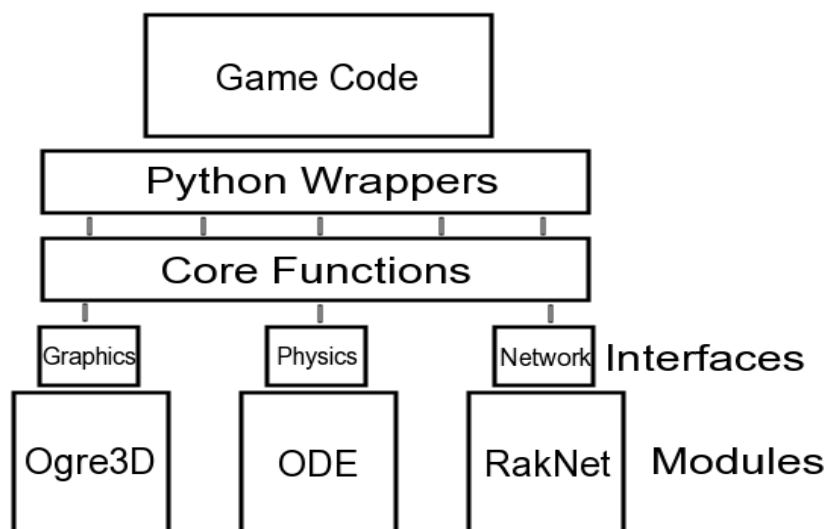 Game Code
Python Wrappers
Core Functions
Graphics Physics Network Interfaces
Ogre3D ODE RakNet Modules